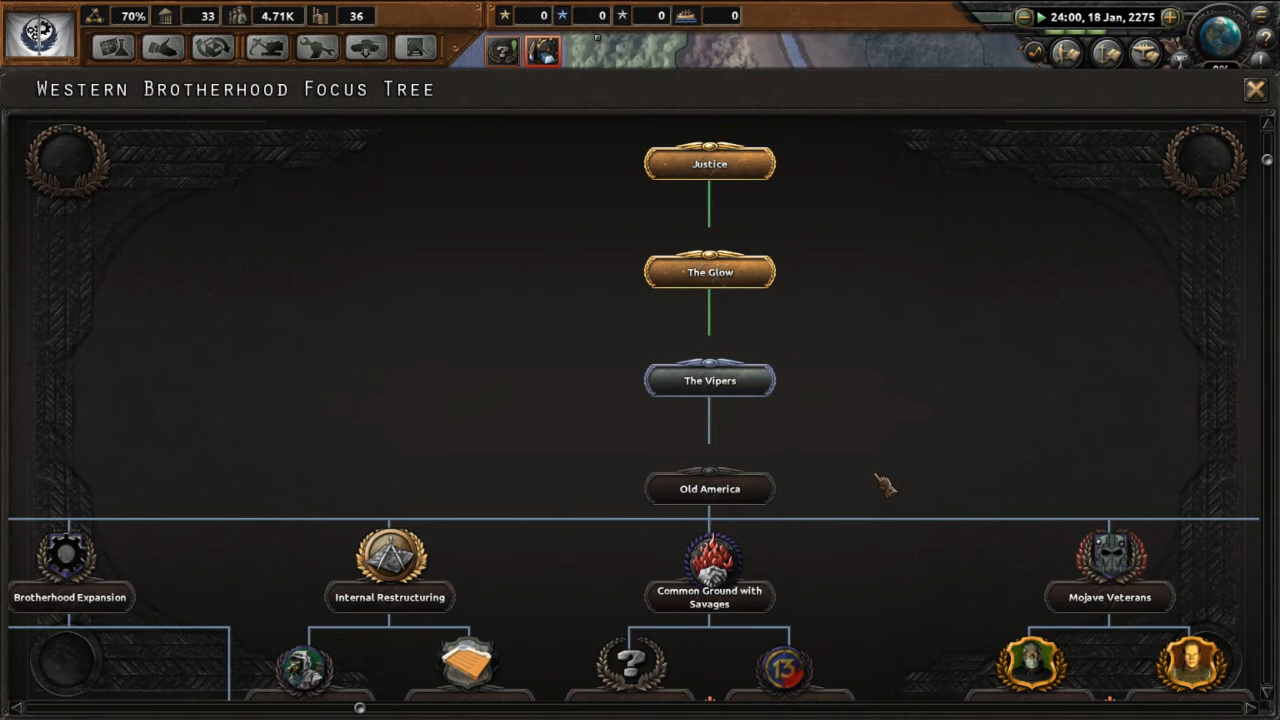 70% 33 4.71K 36 0 0 0 0 24:00, 18 Jan, 2275
WESTERN BROTHERHOOD FOCUS TREE
Justice
The Glow
The Vipers
Old America
Brotherhood Expansion
Internal Restructuring
Common Ground with
Savages
Mojave Veterans
13